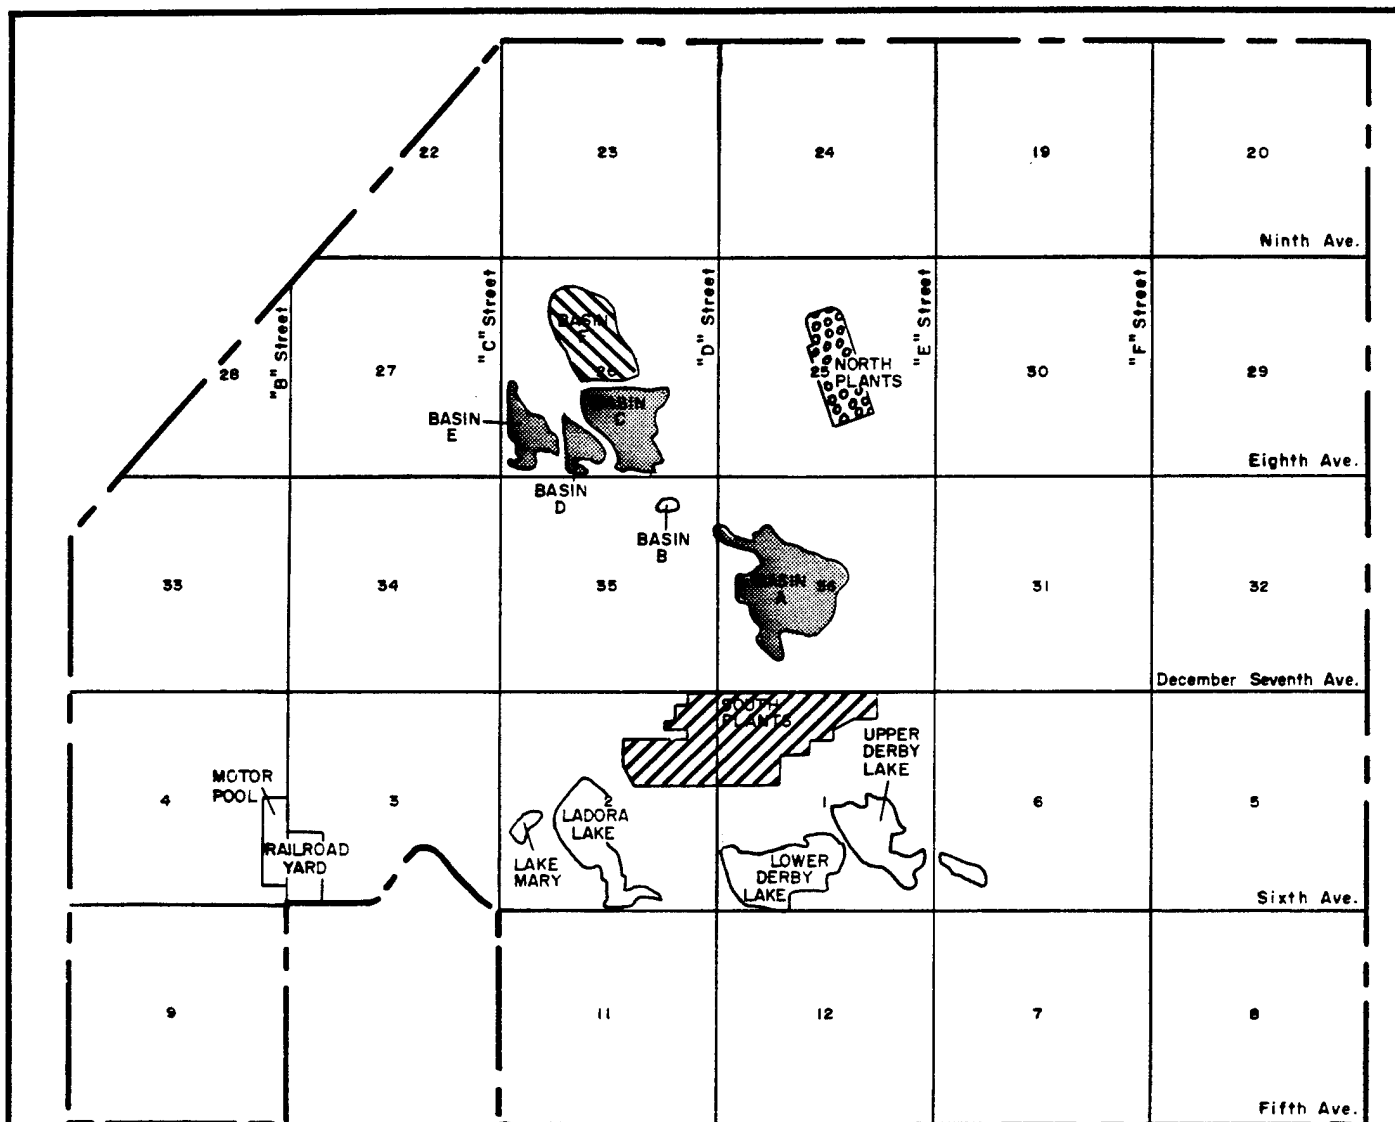 22
23
24
19
20
Ninth Ave.
"B" Street
"C" Street
"D" Street
"E" Street
"F" Street
BASIN
F
28
27
26
25
NORTH
PLANTS
30
29
BASIN
E
BASIN
C
Eighth Ave.
BASIN
D
BASIN
B
33
34
35
BASIN
A
36
31
32
December Seventh Ave.
SOUTH
PLANTS
UPPER
DERBY
LAKE
MOTOR
POOL
4
3
2
1
6
5
LADORA
LAKE
RAILROAD
YARD
LAKE
MARY
LOWER
DERBY
LAKE
Sixth Ave.
9
11
12
7
8
Fifth Ave.